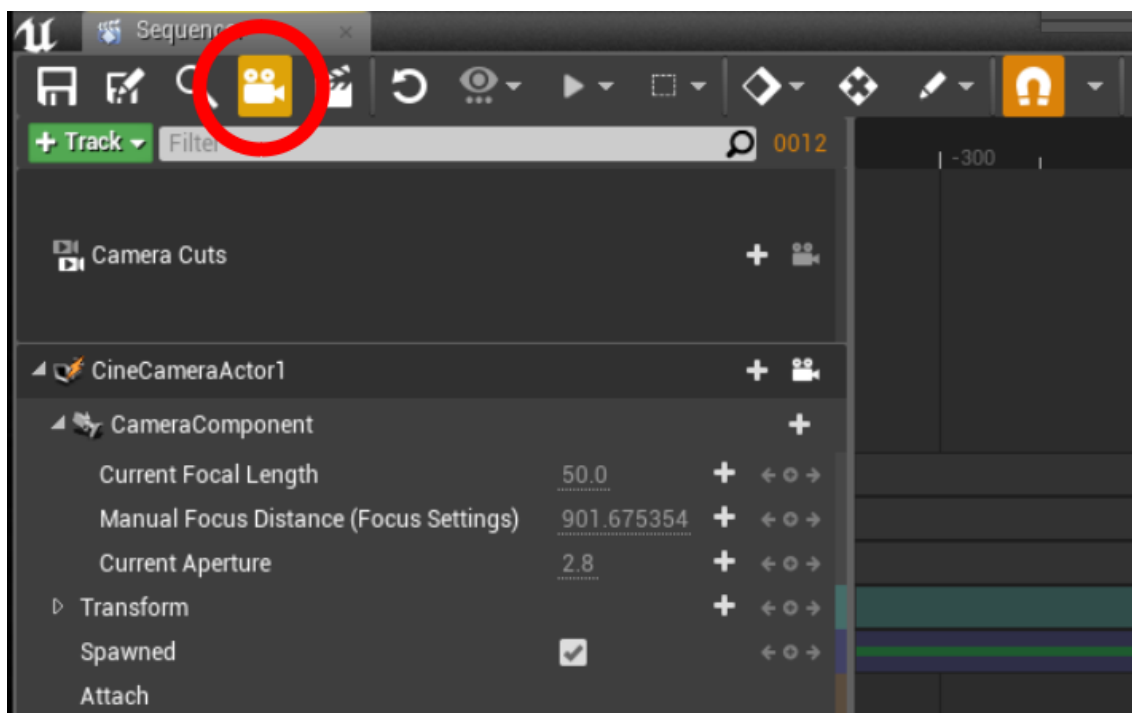 + Track
Filter
0012
-300
Camera Cuts
CineCameraActor1
CameraComponent
Current Focal Length 50.0
Manual Focus Distance (Focus Settings) 901.675354
Current Aperture 2.8
Transform
Spawned
Attach